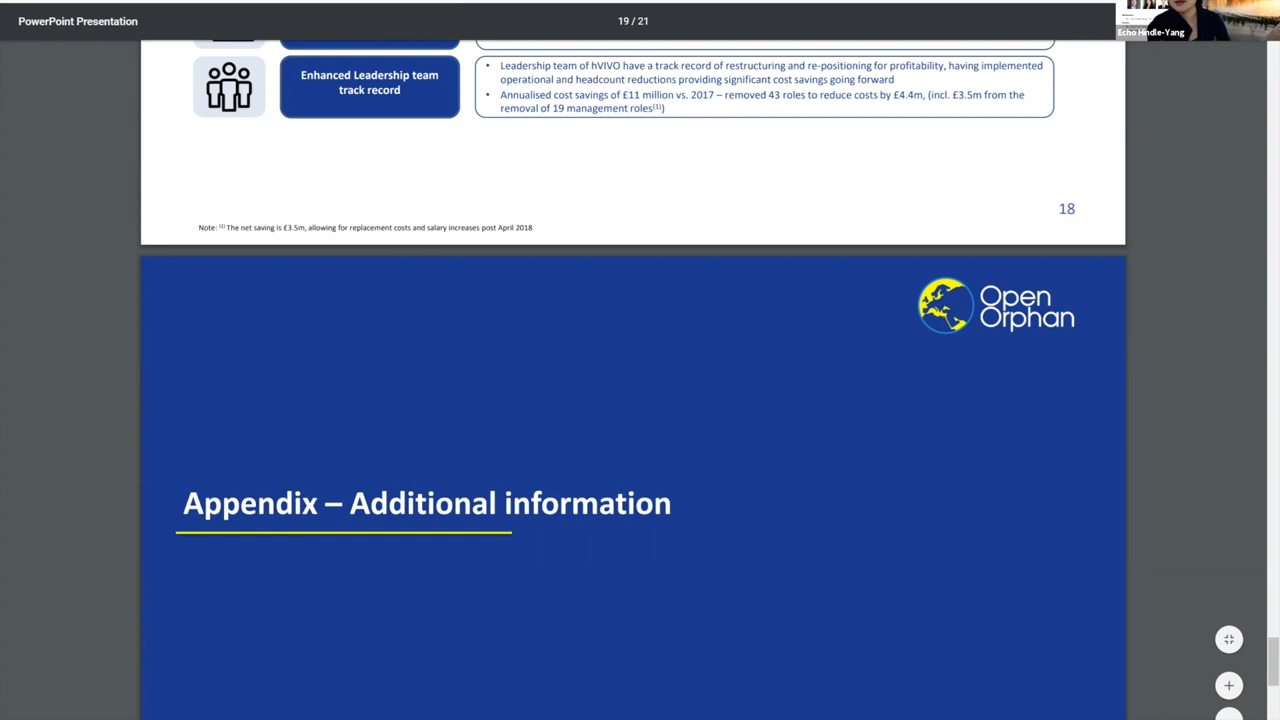 PowerPoint Presentation
19 / 21
Echo Hindle-Yang
Enhanced Leadership team
track record
• Leadership team of hVIVO have a track record of restructuring and re-positioning for profitability, having implemented
operational and headcount reductions providing significant cost savings going forward
• Annualised cost savings of £11 million vs. 2017 – removed 43 roles to reduce costs by £4.4m, (incl. £3.5m from the
removal of 19 management roles(1))
18
Note: (1) The net saving is £3.5m, allowing for replacement costs and salary increases post April 2018
Open
Orphan
Appendix – Additional information